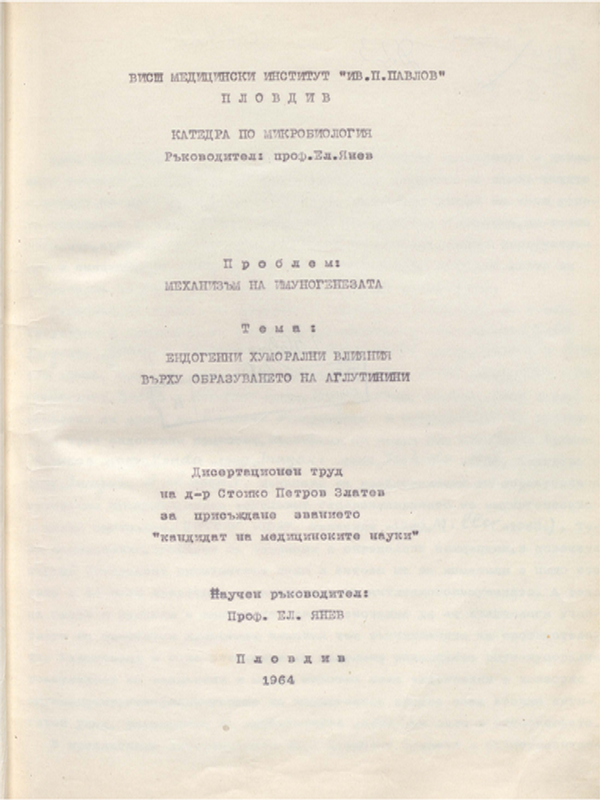 ВИСШ МЕДИЦИНСКИ ИНСТИТУТ "ИВ.П.ПАВЛОВ"
П Л О В Д И В
КАТЕДРА ПО МИКРОБИОЛОГИЯ
Ръководител: проф.Ел.Янев
П р о б л е м:
МЕХАНИЗЪМ НА ИМУНОГЕНЕЗАТА
Т е м а :
ЕНДОГЕННИ ХУМОРАЛНИ ВЛИЯНИЯ
ВЪРХУ ОБРАЗУВАНЕТО НА АГЛУТИНИНИ
Дисертационен труд
на д-р Стойко Петров Златев
за присъждане званието
"кандидат на медицинските науки"
Научен ръководител:
Проф. ЕЛ. ЯНЕВ
П л о в д и в
1964